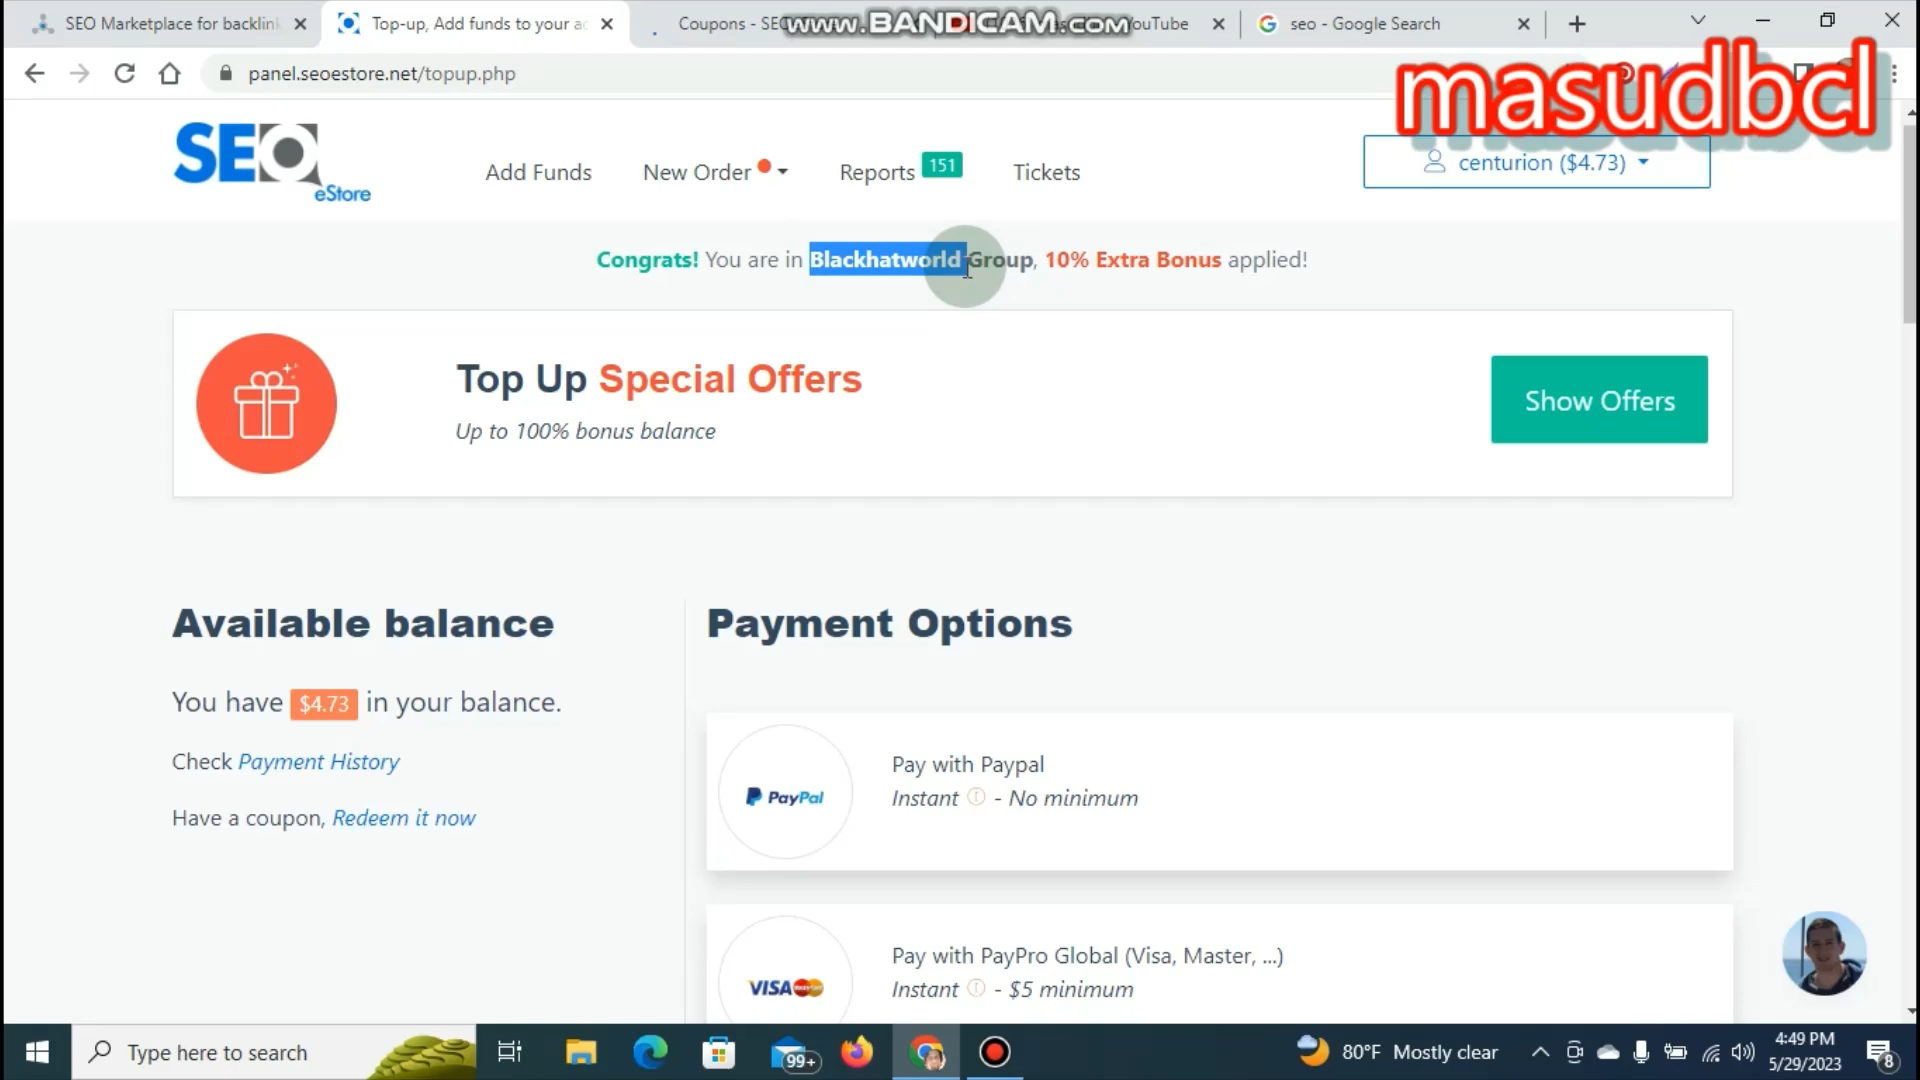 SEO Marketplace for backlink
Top-up, Add funds to your a
Coupons - SEO
www.BANDICAM.com
YouTube
seo - Google Search
panel.seoestore.net/topup.php
masudbcl
SEO eStore
Add Funds
New Order
Reports 151
Tickets
centurion ($4.73)
Congrats! You are in Blackhatworld Group, 10% Extra Bonus applied!
Top Up Special Offers
Up to 100% bonus balance
Show Offers
Available balance
Payment Options
You have $4.73 in your balance.
Check Payment History
Have a coupon, Redeem it now
PayPal
Pay with Paypal
Instant - No minimum
VISA
Pay with PayPro Global (Visa, Master, ...)
Instant - $5 minimum
Type here to search
99+
80°F Mostly clear
4:49 PM
5/29/2023
8